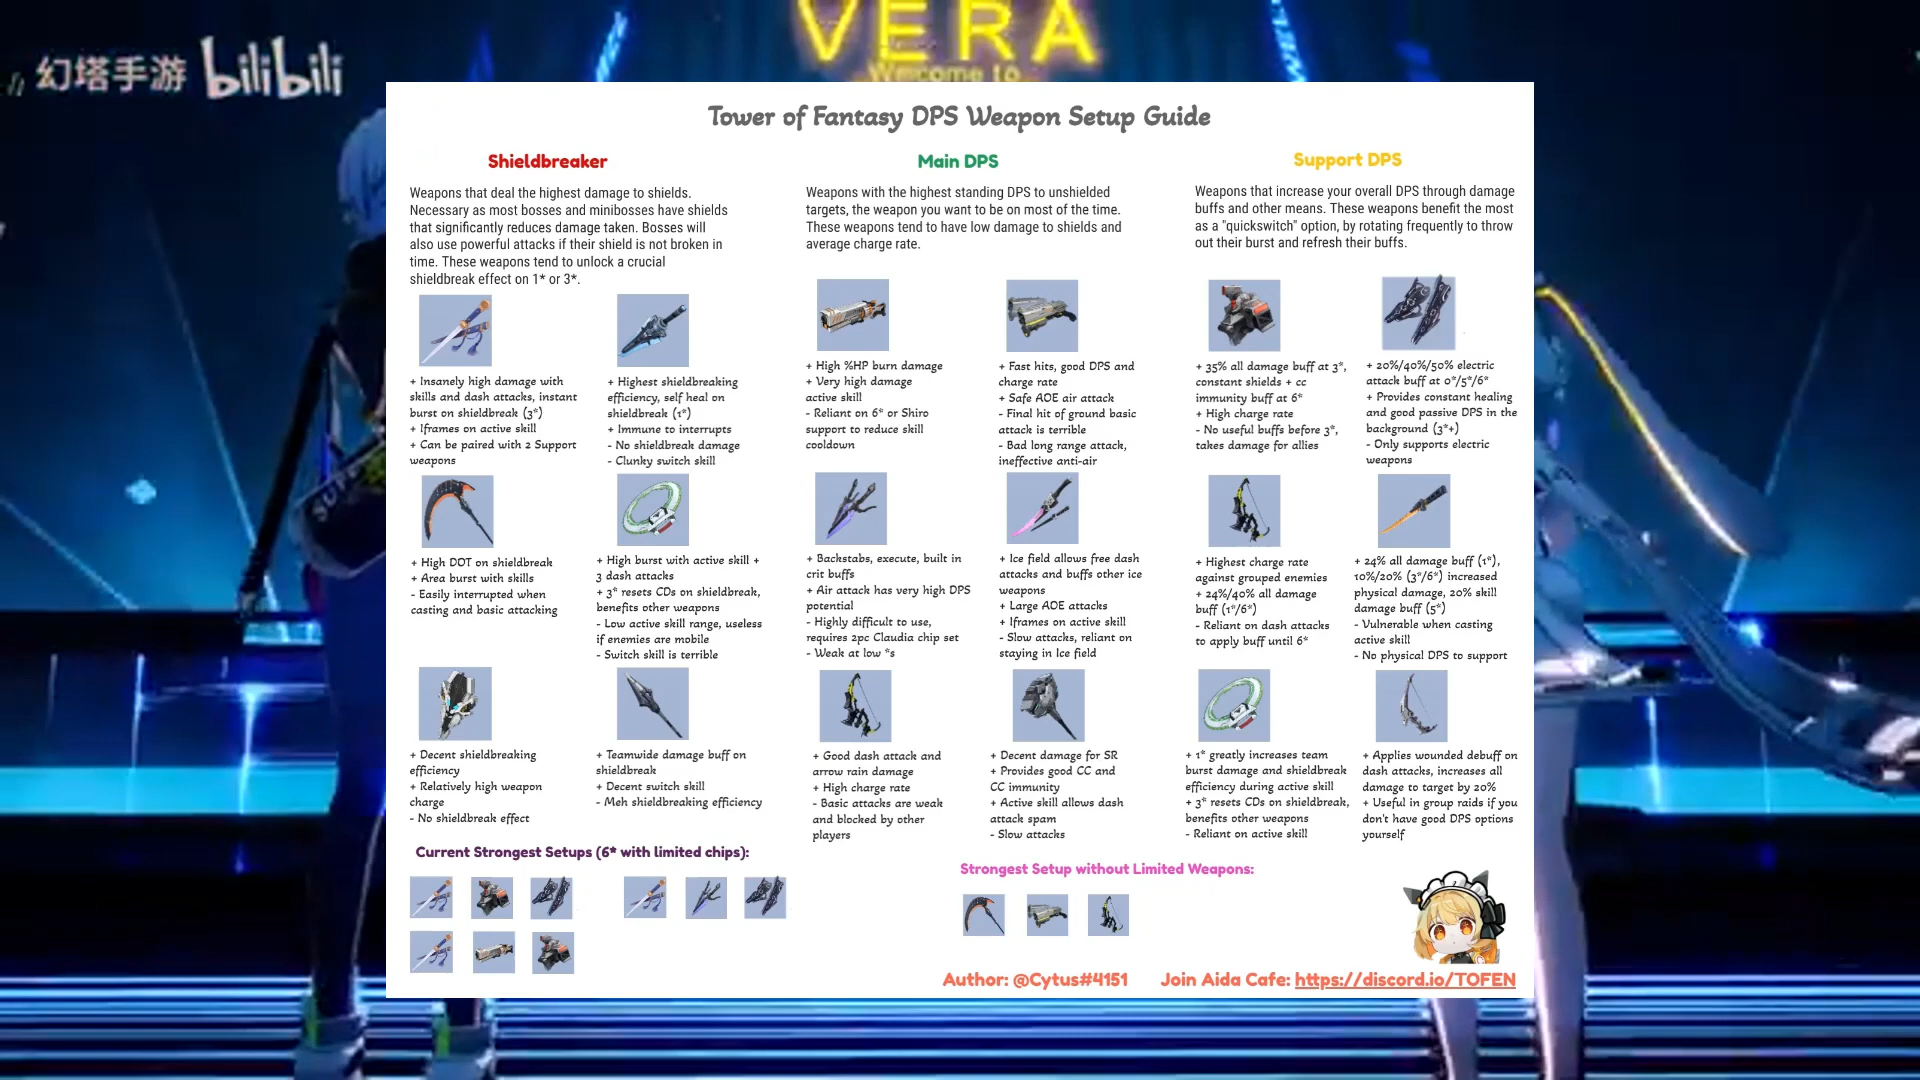 VERA
Welcome to
幻塔手游 bilibili
Tower of Fantasy DPS Weapon Setup Guide
Shieldbreaker
Weapons that deal the highest damage to shields.
Necessary as most bosses and minibosses have shields
that significantly reduces damage taken. Bosses will
also use powerful attacks if their shield is not broken in
time. These weapons tend to unlock a crucial
shieldbreak effect on 1* or 3*.
+ Insanely high damage with
skills and dash attacks, instant
burst on shieldbreak (3*)
+ Iframes on active skill
+ Can be paired with 2 Support
weapons
+ Highest shieldbreaking
efficiency, self heal on
shieldbreak (1*)
+ Immune to interrupts
- No shieldbreak damage
- Clunky switch skill
+ High DOT on shieldbreak
+ Area burst with skills
- Easily interrupted when
casting and basic attacking
+ High burst with active skill +
3 dash attacks
+ 3* resets CDs on shieldbreak,
benefits other weapons
- Low active skill range, useless
if enemies are mobile
- Switch skill is terrible
+ Decent shieldbreaking
efficiency
+ Relatively high weapon
charge
- No shieldbreak effect
+ Teamwide damage buff on
shieldbreak
+ Decent switch skill
- Meh shieldbreaking efficiency
Main DPS
Weapons with the highest standing DPS to unshielded
targets, the weapon you want to be on most of the time.
These weapons tend to have low damage to shields and
average charge rate.
+ High %HP burn damage
+ Very high damage
active skill
- Reliant on 6* or Shiro
support to reduce skill
cooldown
+ Fast hits, good DPS and
charge rate
+ Safe AOE air attack
- Final hit of ground basic
attack is terrible
- Bad long range attack,
ineffective anti-air
+ Backstabs, execute, built in
crit buffs
+ Air attack has very high DPS
potential
- Highly difficult to use,
requires 2pc Claudia chip set
- Weak at low *s
+ Ice field allows free dash
attacks and buffs other ice
weapons
+ Large AOE attacks
+ Iframes on active skill
- Slow attacks, reliant on
staying in Ice field
+ Good dash attack and
arrow rain damage
+ High charge rate
- Basic attacks are weak
and blocked by other
players
+ Decent damage for SR
+ Provides good CC and
CC immunity
+ Active skill allows dash
attack spam
- Slow attacks
Support DPS
Weapons that increase your overall DPS through damage
buffs and other means. These weapons benefit the most
as a "quickswitch" option, by rotating frequently to throw
out their burst and refresh their buffs.
+ 35% all damage buff at 3*,
constant shields + cc
immunity buff at 6*
+ High charge rate
- No useful buffs before 3*,
takes damage for allies
+ 20%/40%/50% electric
attack buff at 0*/5*/6*
+ Provides constant healing
and good passive DPS in the
background (3*+)
- Only supports electric
weapons
+ Highest charge rate
against grouped enemies
+ 24%/40% all damage
buff (1*/6*)
- Reliant on dash attacks
to apply buff until 6*
+ 24% all damage buff (1*),
10%/20% (3*/6*) increased
physical damage, 20% skill
damage buff (5*)
- Vulnerable when casting
active skill
- No physical DPS to support
+ 1* greatly increases team
burst damage and shieldbreak
efficiency during active skill
+ 3* resets CDs on shieldbreak,
benefits other weapons
- Reliant on active skill
+ Applies wounded debuff on
dash attacks, increases all
damage to target by 20%
+ Useful in group raids if you
don't have good DPS options
yourself
Current Strongest Setups (6* with limited chips):
Strongest Setup without Limited Weapons:
Author: @Cytus#4151
Join Aida Cafe: https://discord.io/TOFEN